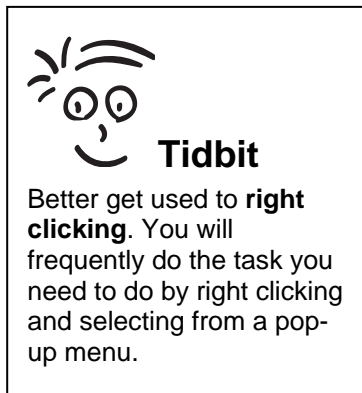 Tidbit
Better get used to right
clicking. You will
frequently do the task you
need to do by right clicking
and selecting from a pop-
up menu.